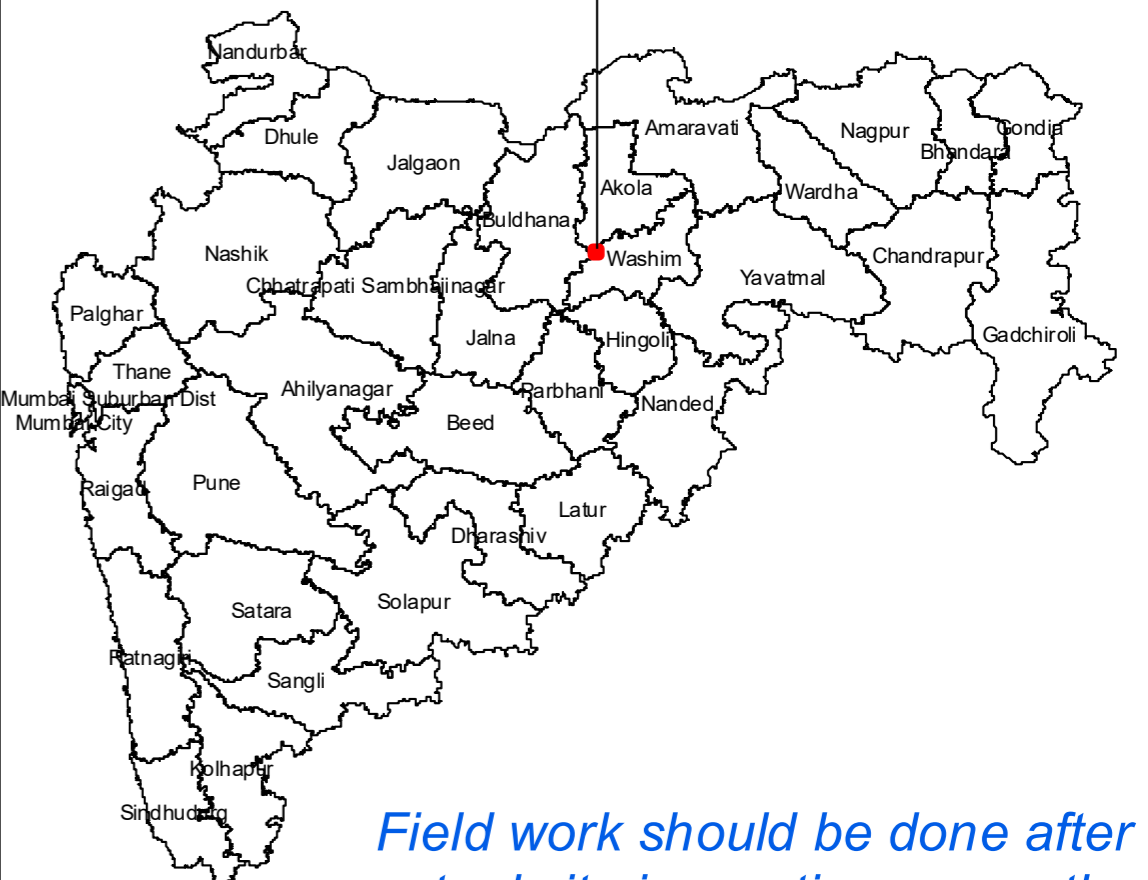 Nandurbar
Dhule
Jalgaon
Amaravati
Nagpur
Gondia
Bhandara
Akola
Wardha
Buldhana
Nashik
Washim
Chandrapur
Yavatmal
Chhatrapati Sambhajinagar
Palghar
Jalna
Hingoli
Gadchiroli
Thane
Ahilyanagar
Parbhani
Mumbai Suburban Dist
Nanded
Mumbai City
Beed
Raigad
Pune
Latur
Dharashiv
Satara
Solapur
Ratnagiri
Sangli
Kolhapur
Sindhudurg
Field work should be done after